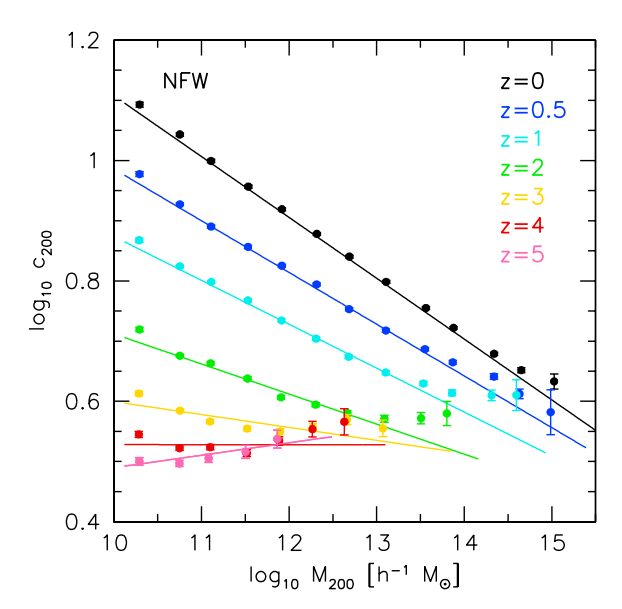 1.2
1
0.8
0.6
0.4
log₁₀ c₂₀₀
NFW
z=0
z=0.5
z=1
z=2
z=3
z=4
z=5
10 11 12 13 14 15
log₁₀ M₂₀₀ [h⁻¹ M⊙]